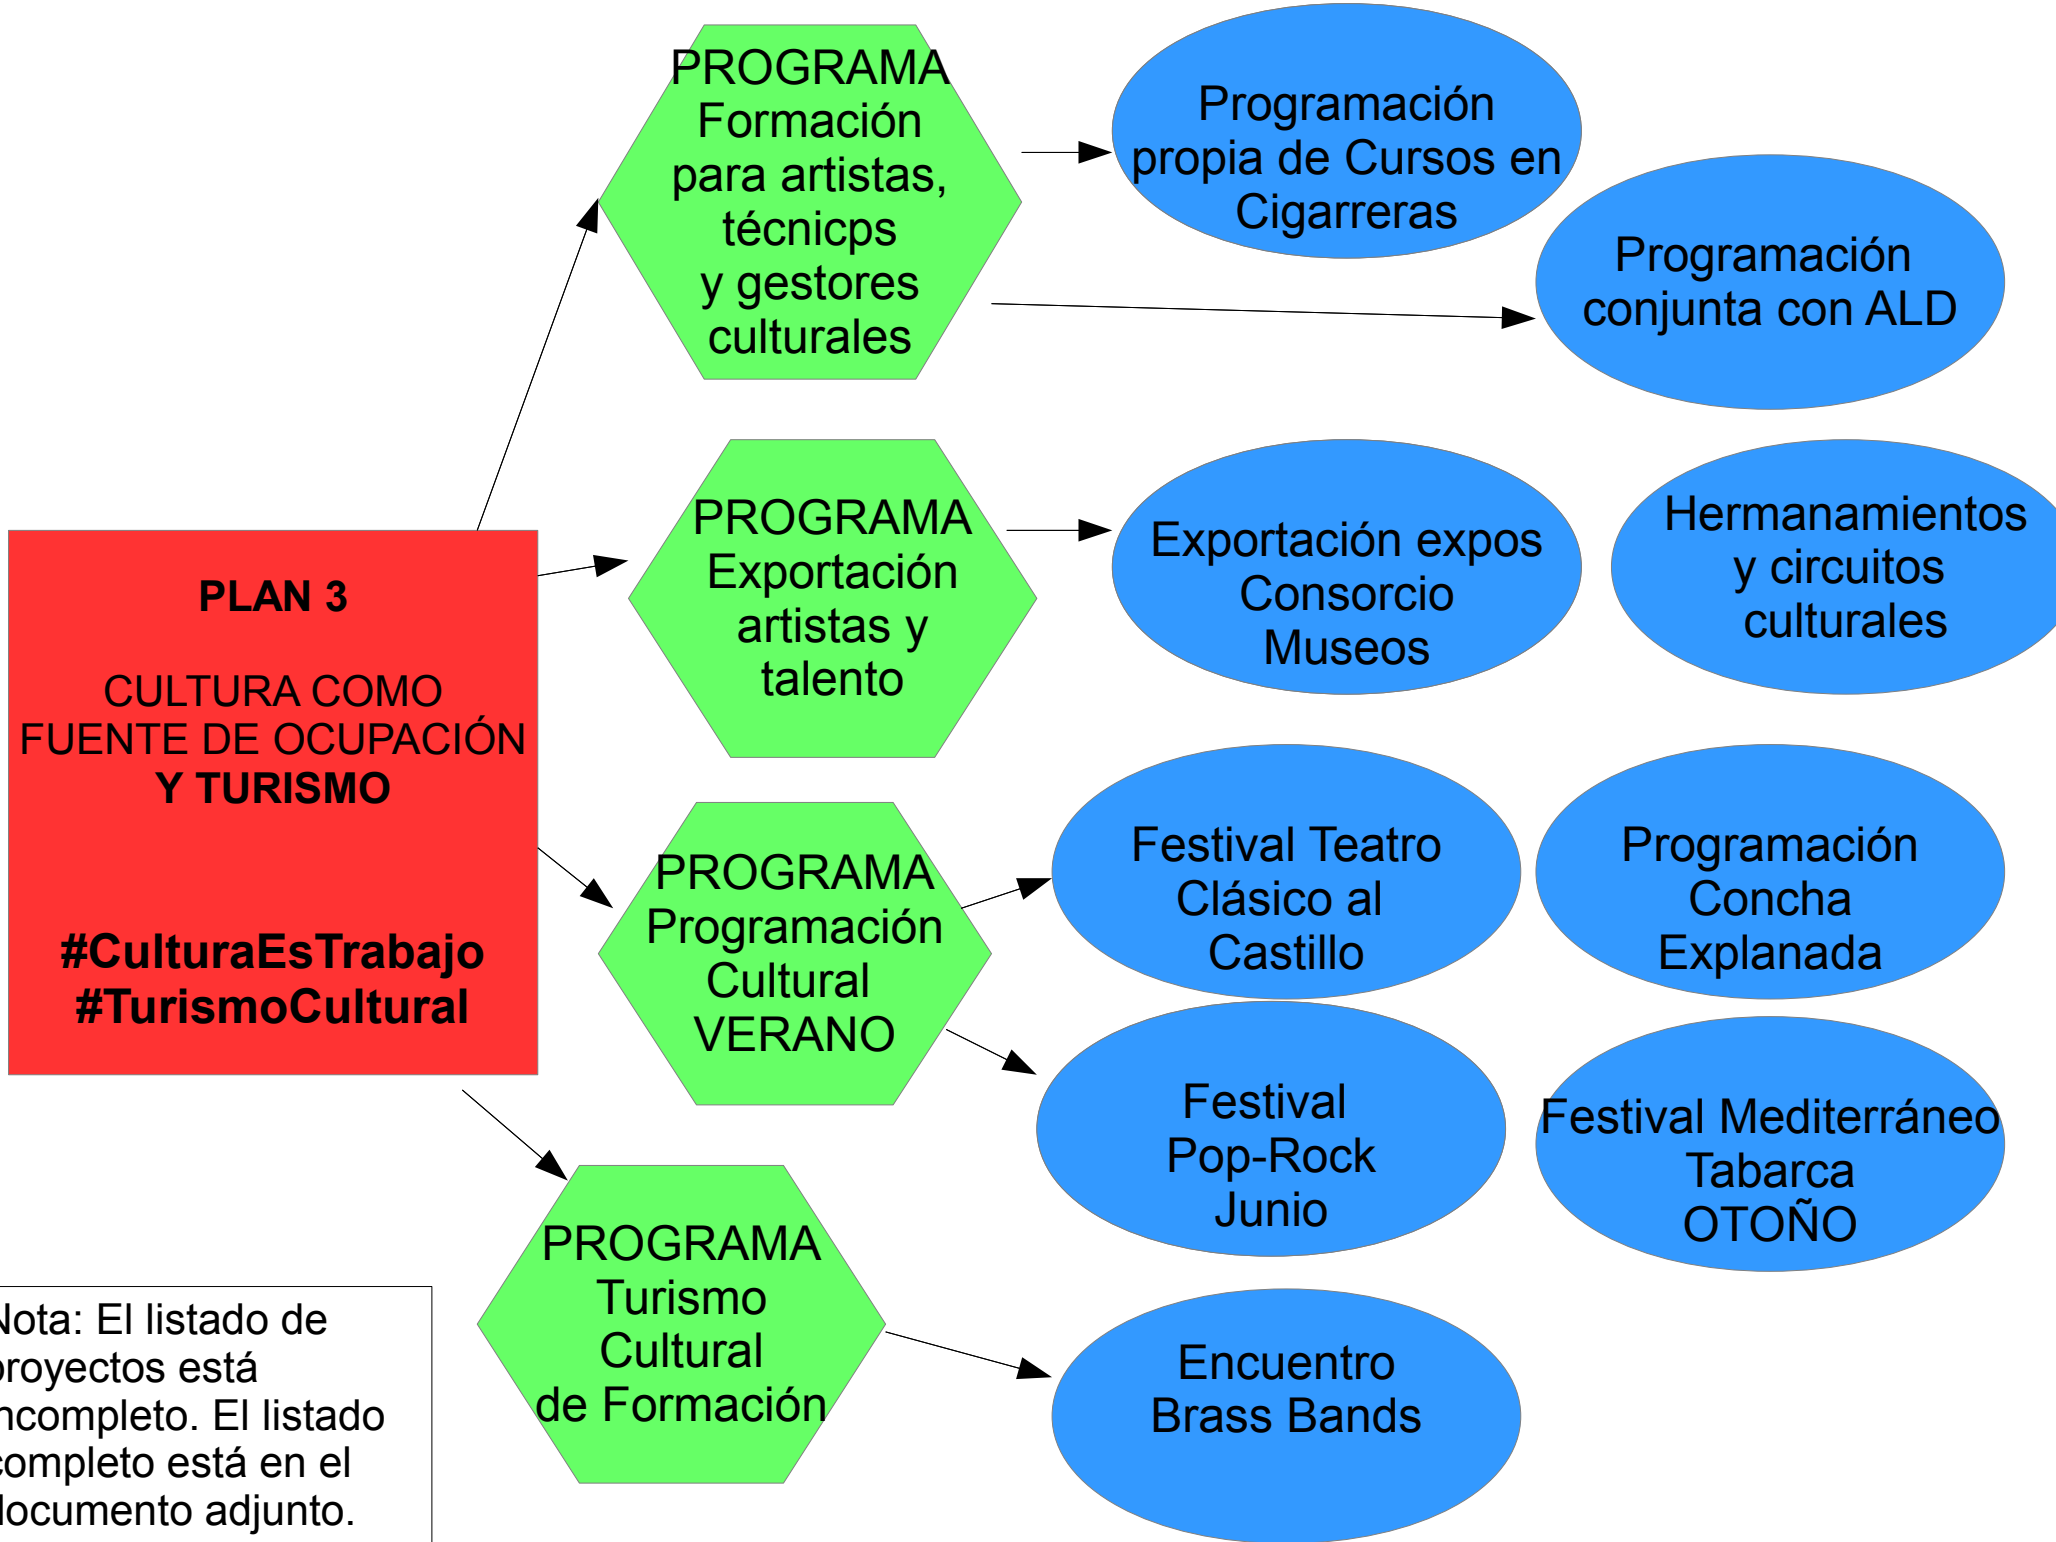 PROGRAMA
Formación
para artistas,
técnicps
y gestores
culturales
Programación
propia de Cursos en
Cigarreras
Programación
conjunta con ALD
PLAN 3
CULTURA COMO
FUENTE DE OCUPACIÓN
Y TURISMO
#CulturaEsTrabajo
#TurismoCultural
PROGRAMA
Exportación
artistas y
talento
Exportación expos
Consorcio
Museos
Hermanamientos
y circuitos
culturales
PROGRAMA
Programación
Cultural
VERANO
Festival Teatro
Clásico al
Castillo
Programación
Concha
Explanada
Festival
Pop-Rock
Junio
Festival Mediterráneo
Tabarca
OTOÑO
PROGRAMA
Turismo
Cultural
de Formación
Encuentro
Brass Bands
Nota: El listado de
proyectos está
incompleto. El listado
completo está en el
documento adjunto.